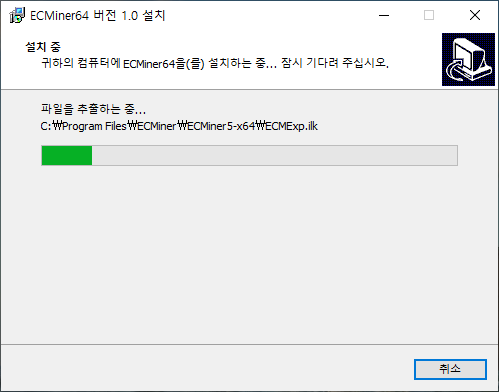 ECMiner64 버전 1.0 설치
설치 중
귀하의 컴퓨터에 ECMiner64을(를) 설치하는 중... 잠시 기다려 주십시오.
파일을 추출하는 중...
C:₩Program Files₩ECMiner₩ECMiner5-x64₩ECMExp.ilk
취소